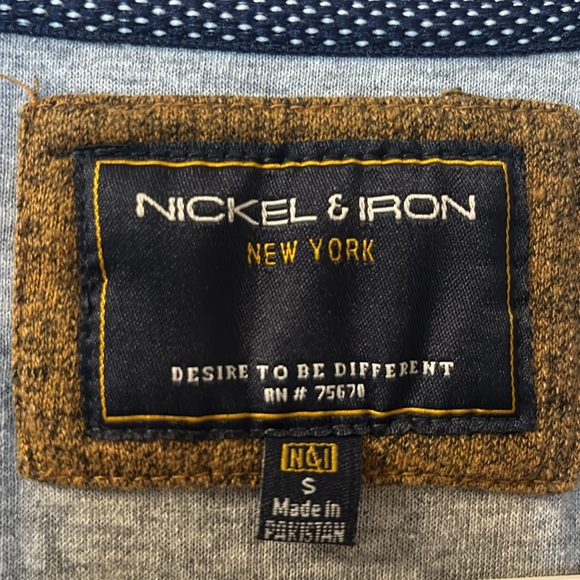 NICKEL & IRON
NEW YORK
DESIRE TO BE DIFFERENT
RN # 75670
N&I
S
Made in
PAKISTAN